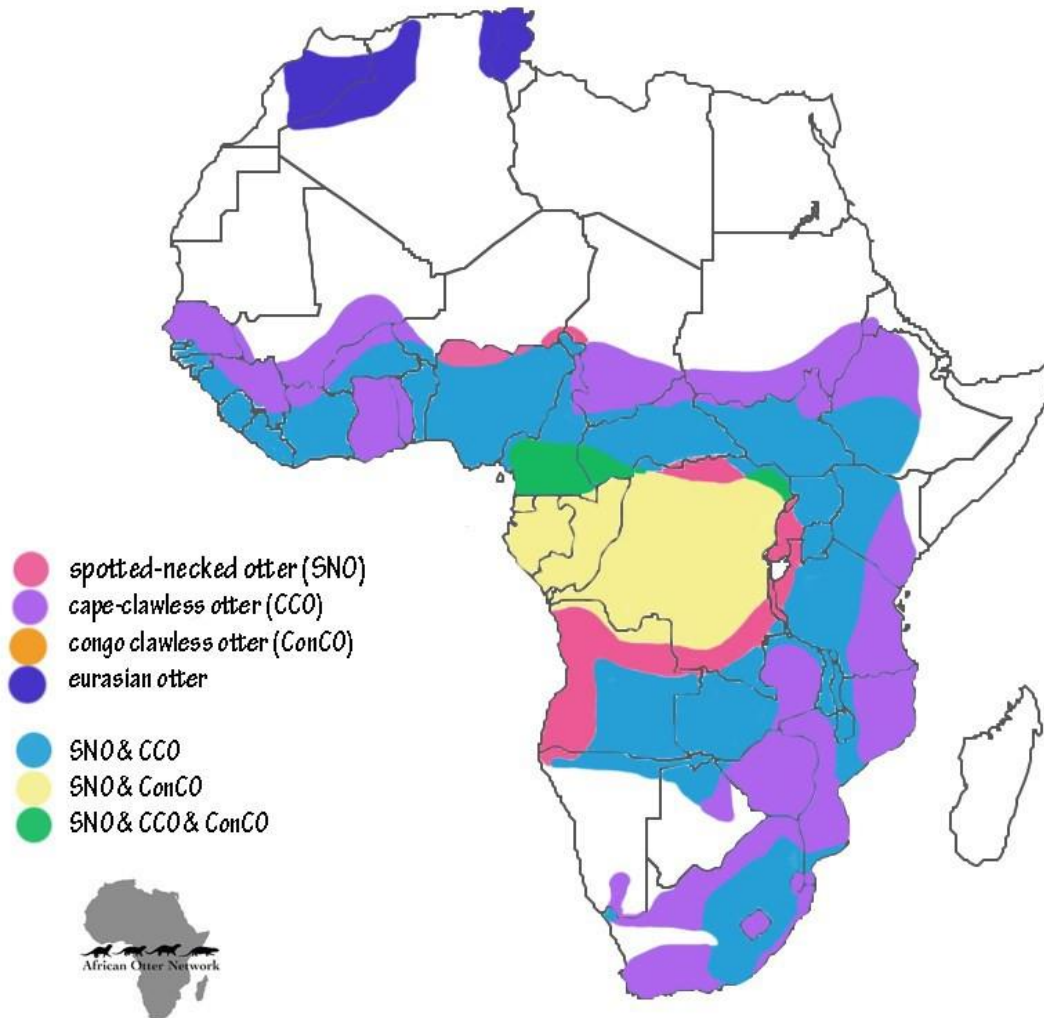 spotted-necked otter (SNO)
cape-clawless otter (CCO)
congo clawless otter (ConCO)
eurasian otter
SNO & CCO
SNO & ConCO
SNO & CCO & ConCO
African Otter Network